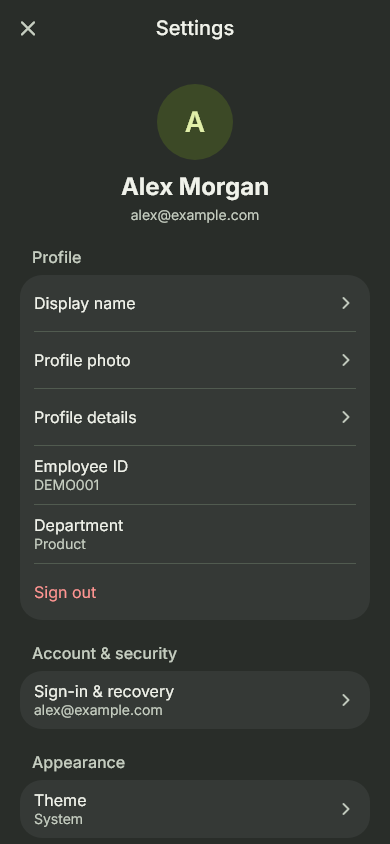 Settings
A
Alex Morgan
alex@example.com
Profile
Display name
Profile photo
Profile details
Employee ID
DEMO001
Department
Product
Sign out
Account & security
Sign-in & recovery
alex@example.com
Appearance
Theme
System